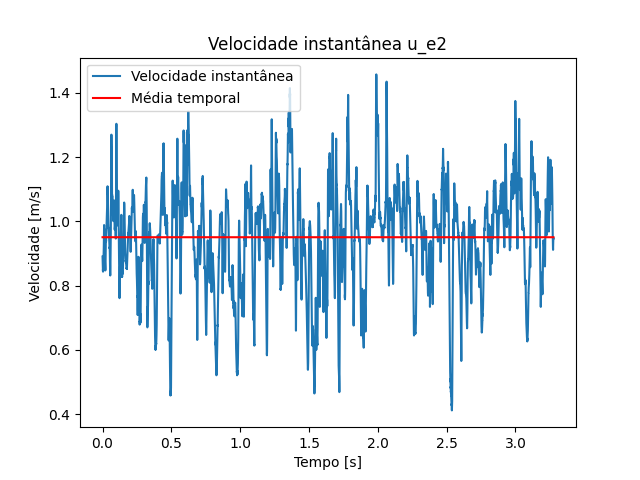 Velocidade instantânea u_e2
Velocidade instantânea
Média temporal
Velocidade [m/s]
1.4
1.2
1.0
0.8
0.6
0.4
0.0 0.5 1.0 1.5 2.0 2.5 3.0
Tempo [s]